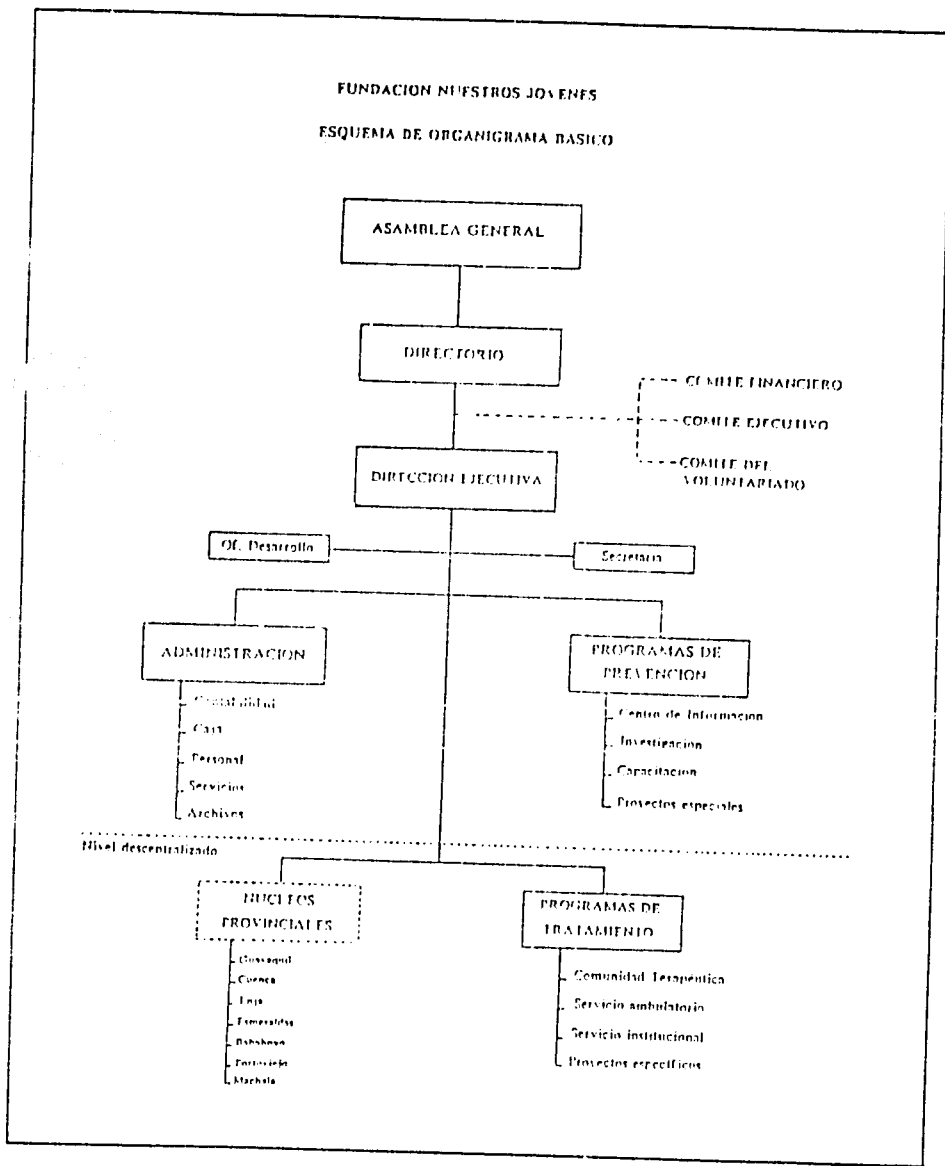 FUNDACION NUESTROS JOVENES
ESQUEMA DE ORGANIGRAMA BASICO
ASAMBLEA GENERAL
DIRECTORIO
COMITE FINANCIERO
COMITE EJECUTIVO
COMITE DEL
VOLUNTARIADO
DIRECCION EJECUTIVA
Of. Desarrollo
Secretaria
ADMINISTRACION
Contabilidad
Caja
Personal
Servicios
Archivos
PROGRAMAS DE
PREVENCION
Centro de Informacion
Investigacion
Capacitacion
Proyectos especiales
Nivel descentralizado
NUCLEOS
PROVINCIALES
Guayaquil
Cuenca
Loja
Esmeraldas
Babahoyo
Portoviejo
Machala
PROGRAMAS DE
TRATAMIENTO
Comunidad Terapéutica
Servicio ambulatorio
Servicio institucional
Proyectos específicos